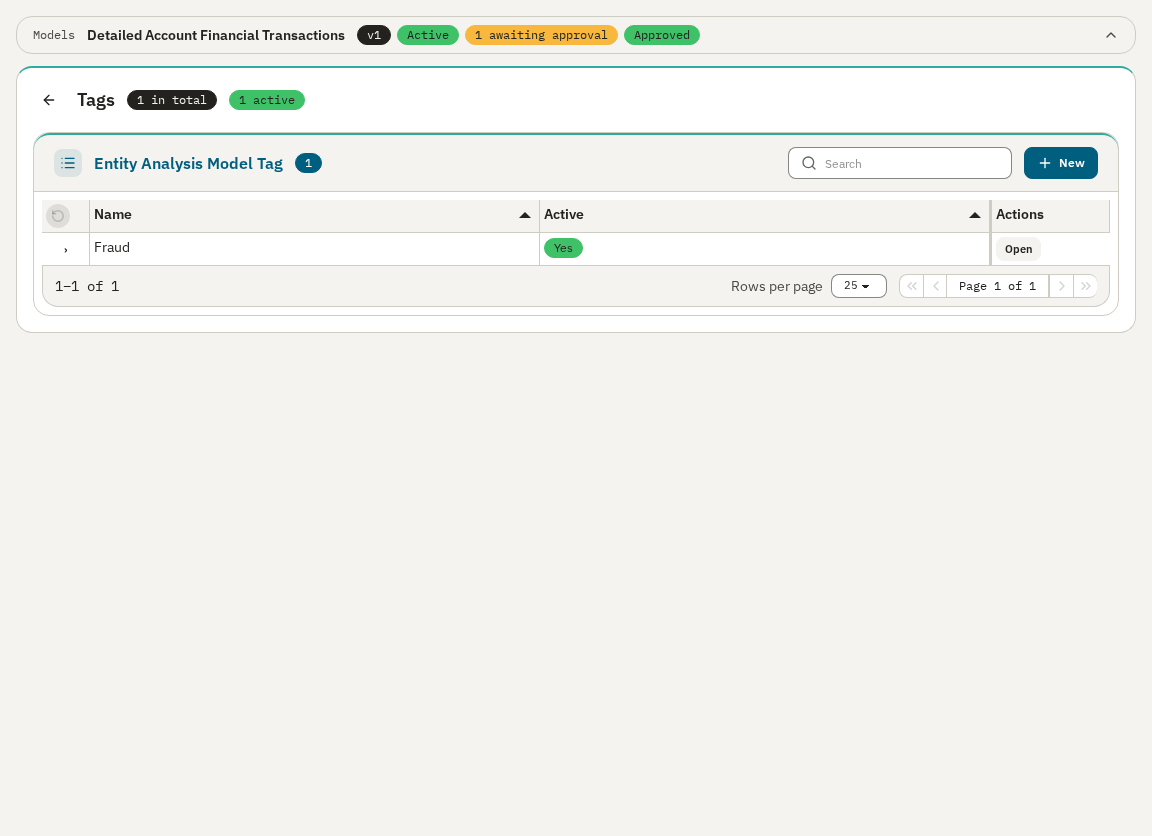 Models Detailed Account Financial Transactions v1 Active 1 awaiting approval Approved
Tags 1 in total 1 active
Entity Analysis Model Tag 1 Search New
Name Active Actions
Fraud Yes Open
1–1 of 1 Rows per page 25 Page 1 of 1